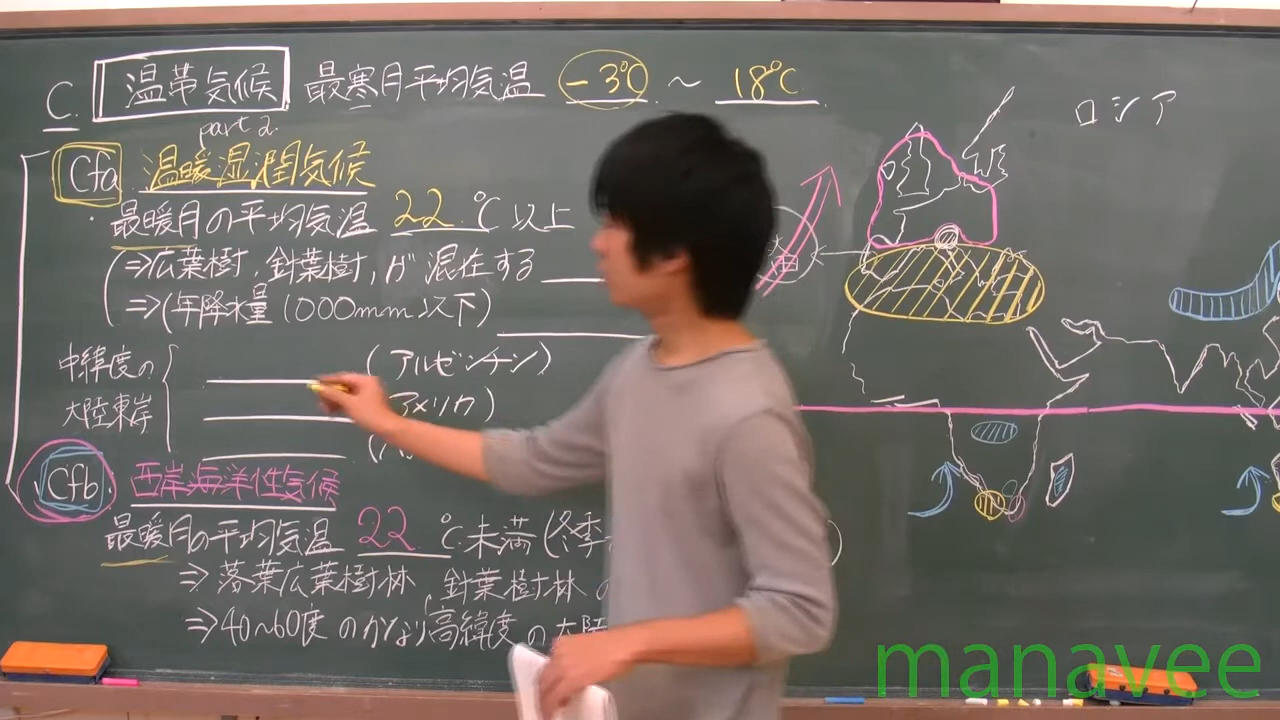 C. 温帯気候 最寒月平均気温 -3℃ ～ 18℃
part 2.
Cfa 温暖湿潤気候
・最暖月の平均気温 22 ℃以上
(⇒広葉樹,針葉樹,が混在する
⇒(年降水量1000mm以下)
中緯度の
大陸東岸
(アルゼンチン)
アメリカ)
Cfb 西岸海洋性気候
最暖月の平均気温 22 ℃未満(冬季
⇒落葉広葉樹林,針葉樹林の
⇒40~60度のかなり高緯度の大陸
ロシア
manavee